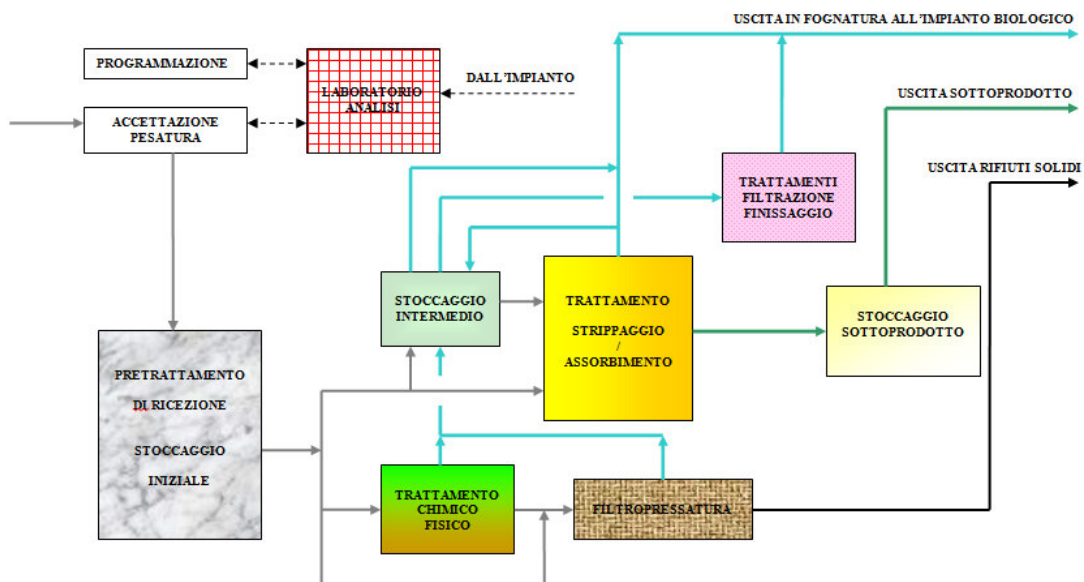 USCITA IN FOGNATURA ALL'IMPIANTO BIOLOGICO
PROGRAMMAZIONE
LABORATORIO
ANALISI
DALL'IMPIANTO
USCITA SOTTOPRODOTTO
ACCETTAZIONE
PESATURA
USCITA RIFIUTI SOLIDI
TRATTAMENTI
FILTRAZIONE
FINISSAGGIO
STOCCAGGIO
INTERMEDIO
TRATTAMENTO
STRIPPAGGIO
/
ASSORBIMENTO
STOCCAGGIO
SOTTOPRODOTTO
PRETRATTAMENTO
DI RICEZIONE
STOCCAGGIO
INIZIALE
TRATTAMENTO
CHIMICO
FISICO
FILTROPRESSATURA